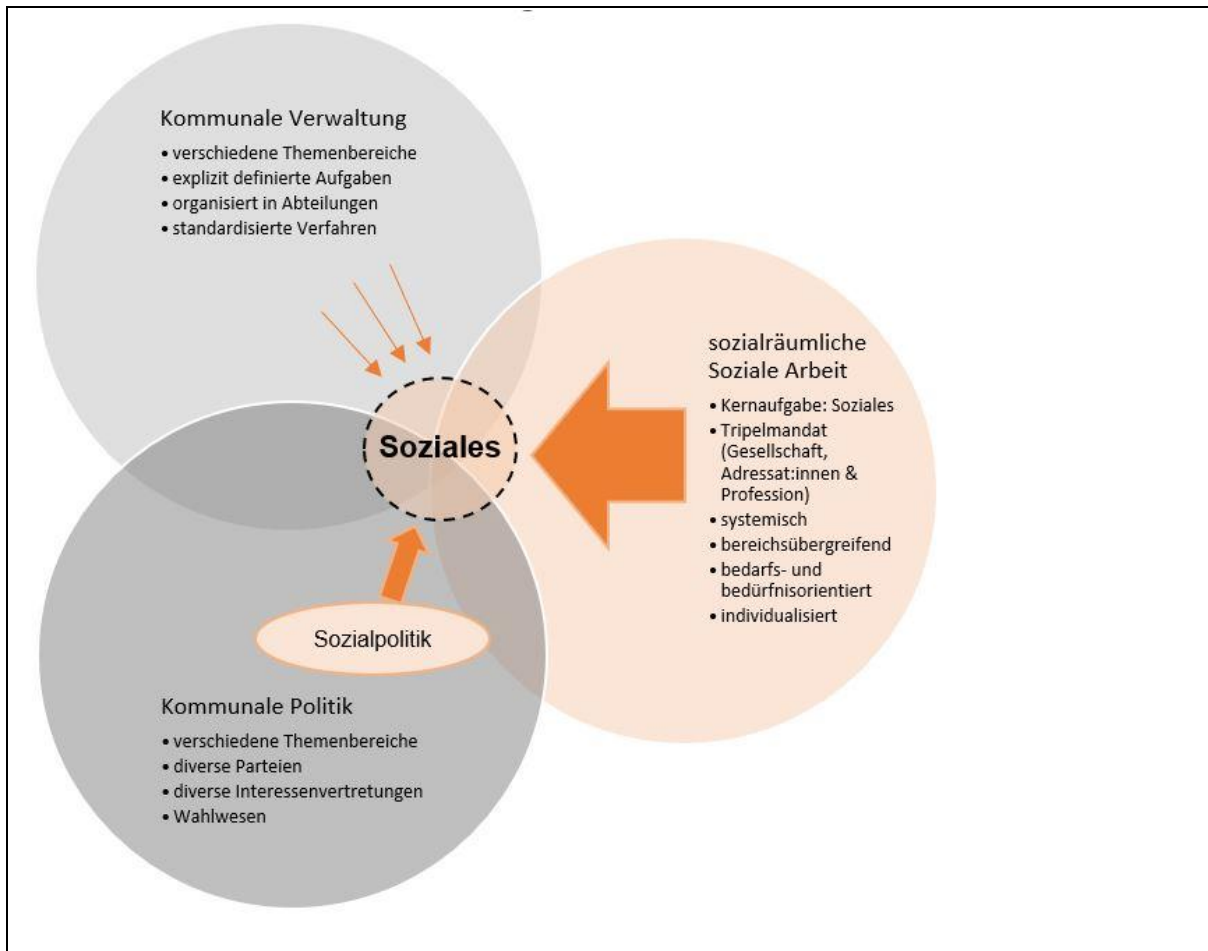 Kommunale Verwaltung
• verschiedene Themenbereiche
• explizit definierte Aufgaben
• organisiert in Abteilungen
• standardisierte Verfahren
sozialräumliche
Soziale Arbeit
• Kernaufgabe: Soziales
• Tripelmandat
(Gesellschaft,
Adressat:innen &
Profession)
• systemisch
• bereichsübergreifend
• bedarfs- und
bedürfnisorientiert
• individualisiert
Soziales
Sozialpolitik
Kommunale Politik
• verschiedene Themenbereiche
• diverse Parteien
• diverse Interessenvertretungen
• Wahlwesen